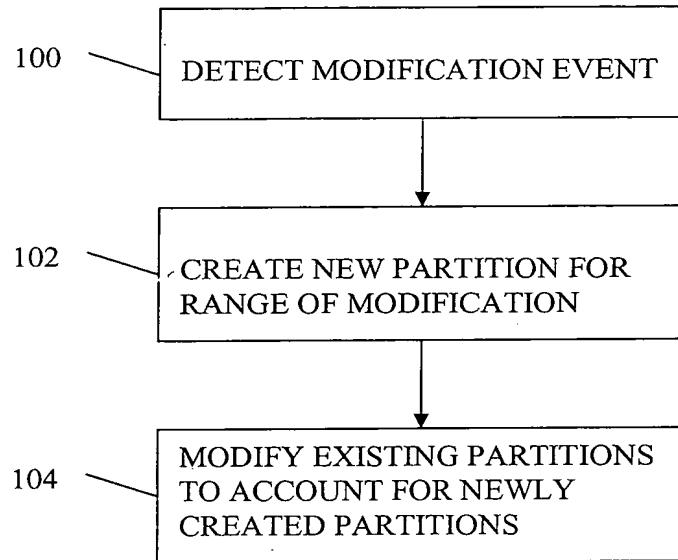 100
DETECT MODIFICATION EVENT
102
CREATE NEW PARTITION FOR
RANGE OF MODIFICATION
104
MODIFY EXISTING PARTITIONS
TO ACCOUNT FOR NEWLY
CREATED PARTITIONS